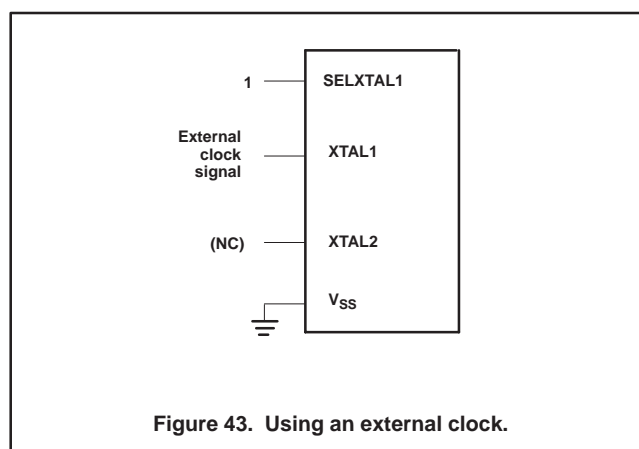 1 SELXTAL1
External
clock
signal
XTAL1
(NC) XTAL2
VSS
Figure 43. Using an external clock.